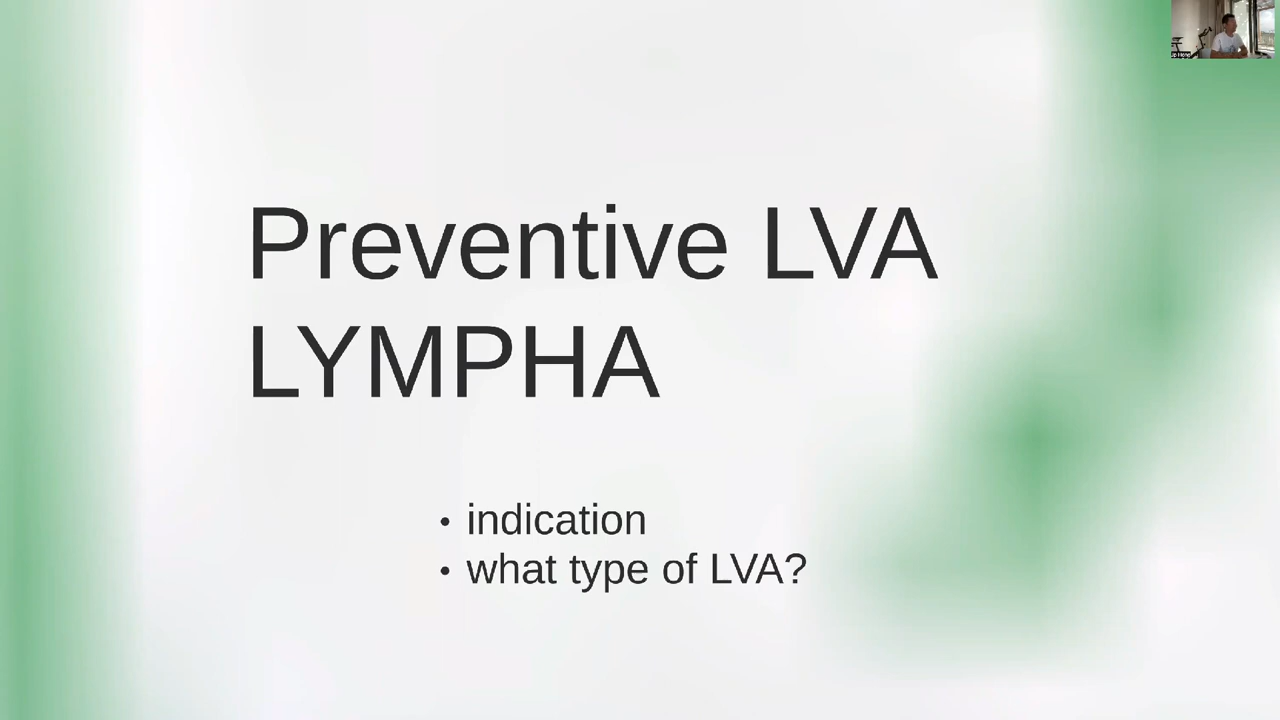 Preventive LVA
LYMPHA
• indication
• what type of LVA?